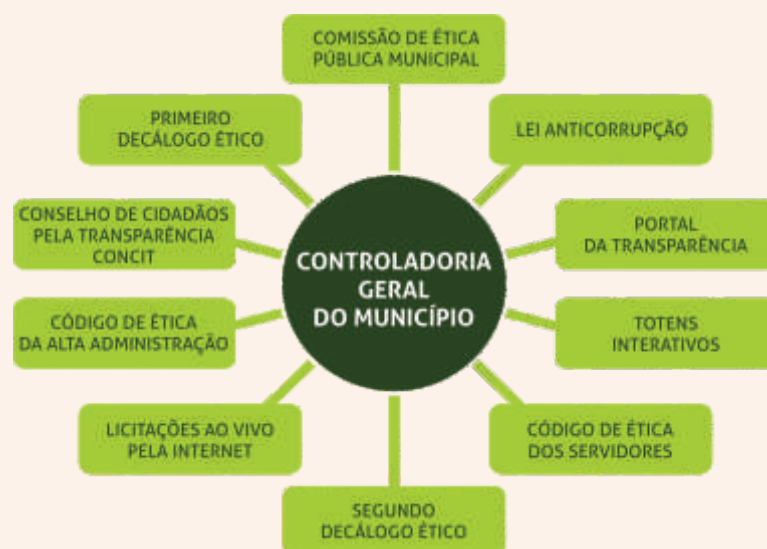 COMISSÃO DE ÉTICA
PÚBLICA MUNICIPAL
PRIMEIRO
DECÁLOGO ÉTICO
LEI ANTICORRUPÇÃO
CONSELHO DE CIDADÃOS
PELA TRANSPARÊNCIA
CONCIT
PORTAL
DA TRANSPARÊNCIA
CONTROLADORIA
GERAL
DO MUNICÍPIO
CÓDIGO DE ÉTICA
DA ALTA ADMINISTRAÇÃO
TOTENS
INTERATIVOS
LICITAÇÕES AO VIVO
PELA INTERNET
CÓDIGO DE ÉTICA
DOS SERVIDORES
SEGUNDO
DECÁLOGO ÉTICO